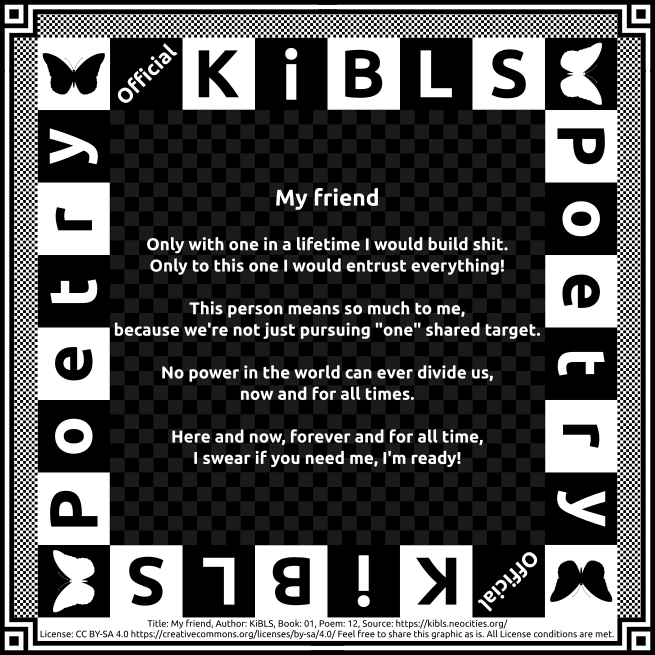 Official KiBLS
Poetry
Poetry
My friend
Only with one in a lifetime I would build shit.
Only to this one I would entrust everything!
This person means so much to me,
because we're not just pursuing "one" shared target.
No power in the world can ever divide us,
now and for all times.
Here and now, forever and for all time,
I swear if you need me, I'm ready!
Official KiBLS
Title: My friend, Author: KiBLS, Book: 01, Poem: 12, Source: https://kibls.neocities.org/
License: CC BY-SA 4.0 https://creativecommons.org/licenses/by-sa/4.0/ Feel free to share this graphic as is. All License conditions are met.